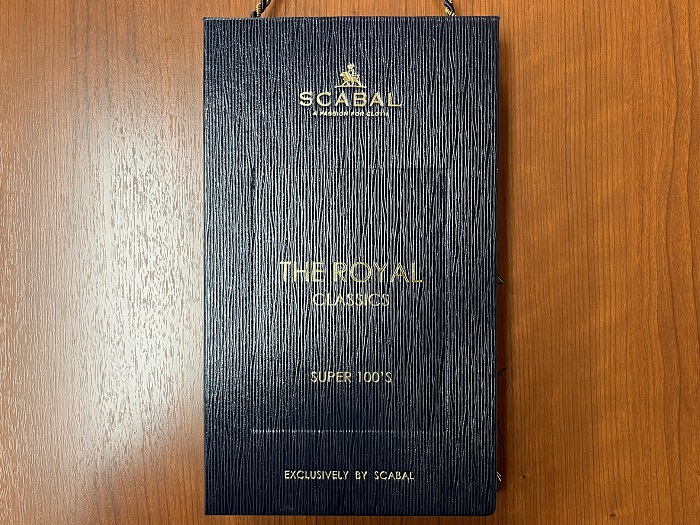 SCABAL
A PASSION FOR CLOTH
THE ROYAL
CLASSICS
SUPER 100'S
EXCLUSIVELY BY SCABAL